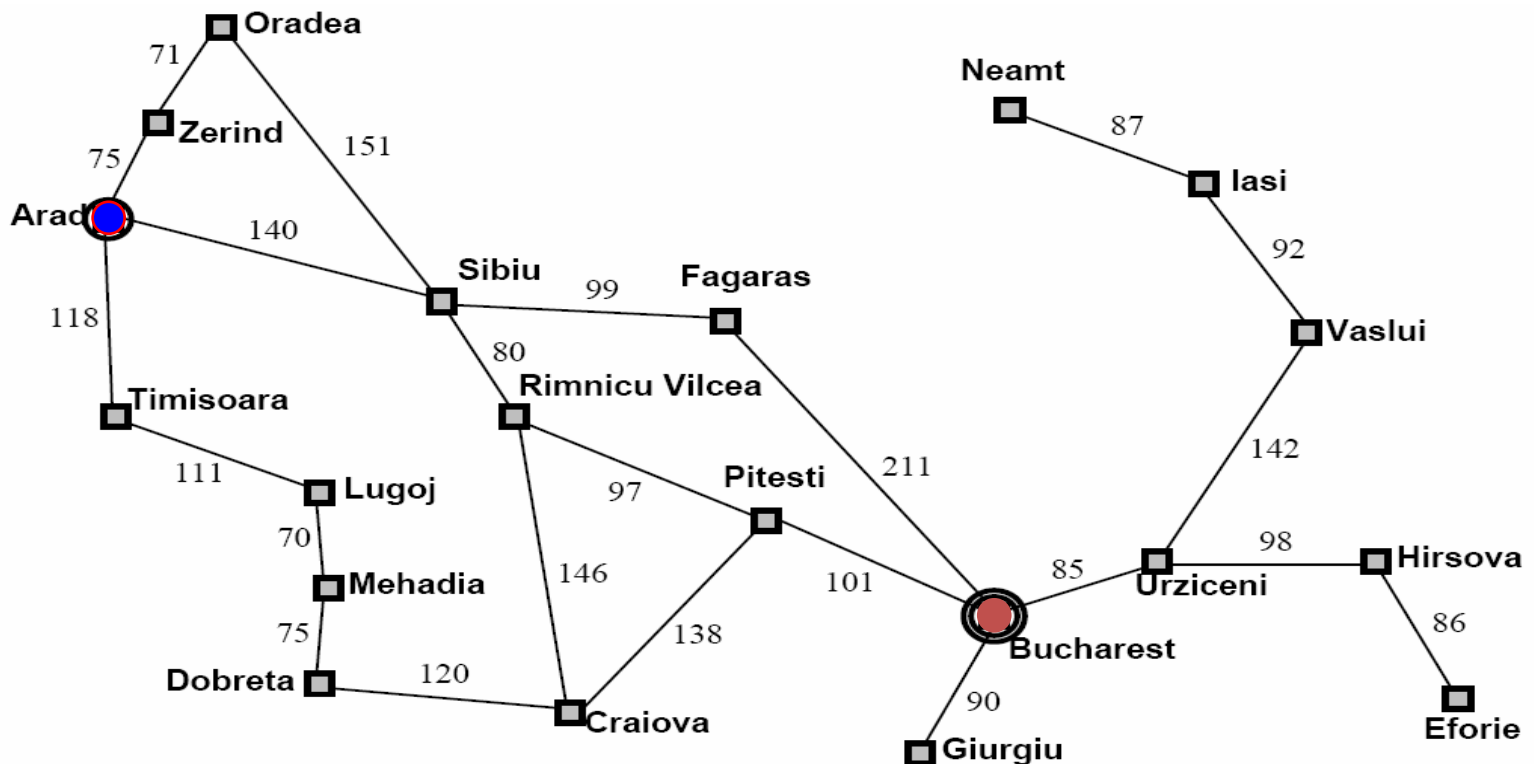 Oradea
71
Neamt
87
Zerind
151
75
Iasi
Arad
140
92
Sibiu
Fagaras
99
118
Vaslui
80
Rimnicu Vilcea
Timisoara
142
211
111
Pitesti
Lugoj
97
70
98
Hirsova
146
101
85
Mehadia
Urziceni
75
138
86
Bucharest
Dobreta
120
90
Craiova
Eforie
Giurgiu